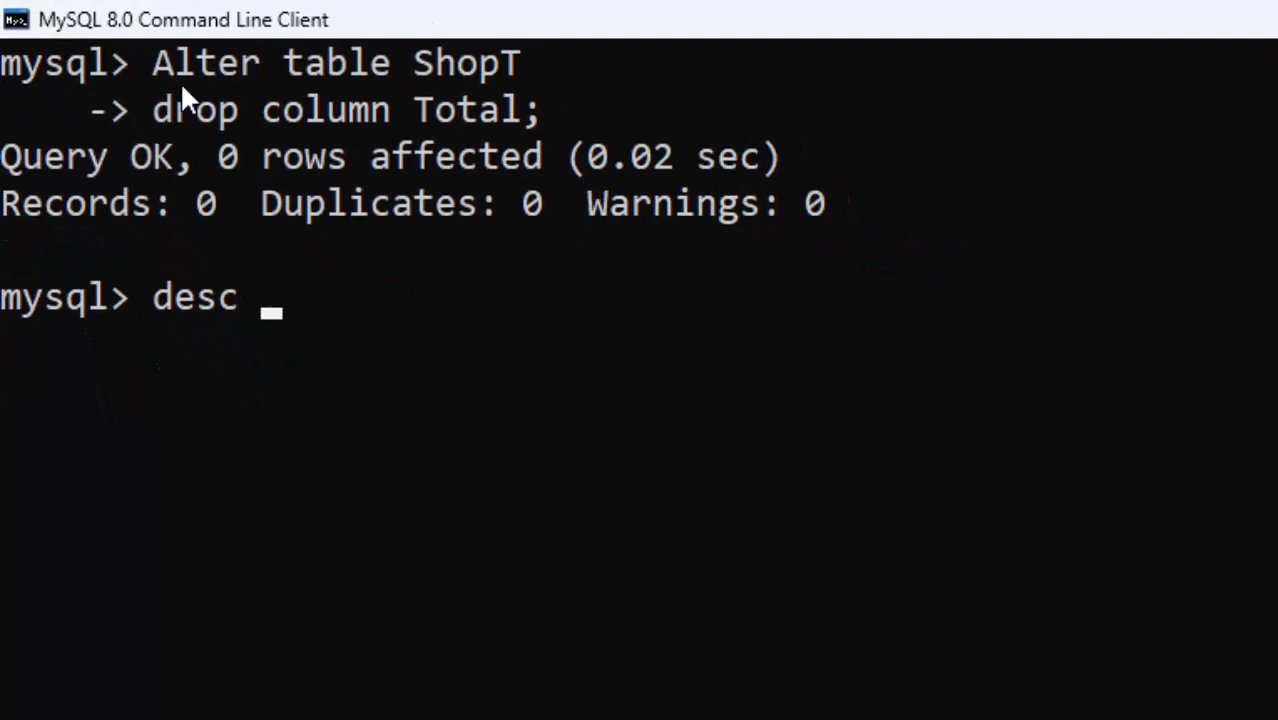 MySQL 8.0 Command Line Client
mysql> Alter table ShopT
    -> drop column Total;
Query OK, 0 rows affected (0.02 sec)
Records: 0  Duplicates: 0  Warnings: 0
mysql> desc